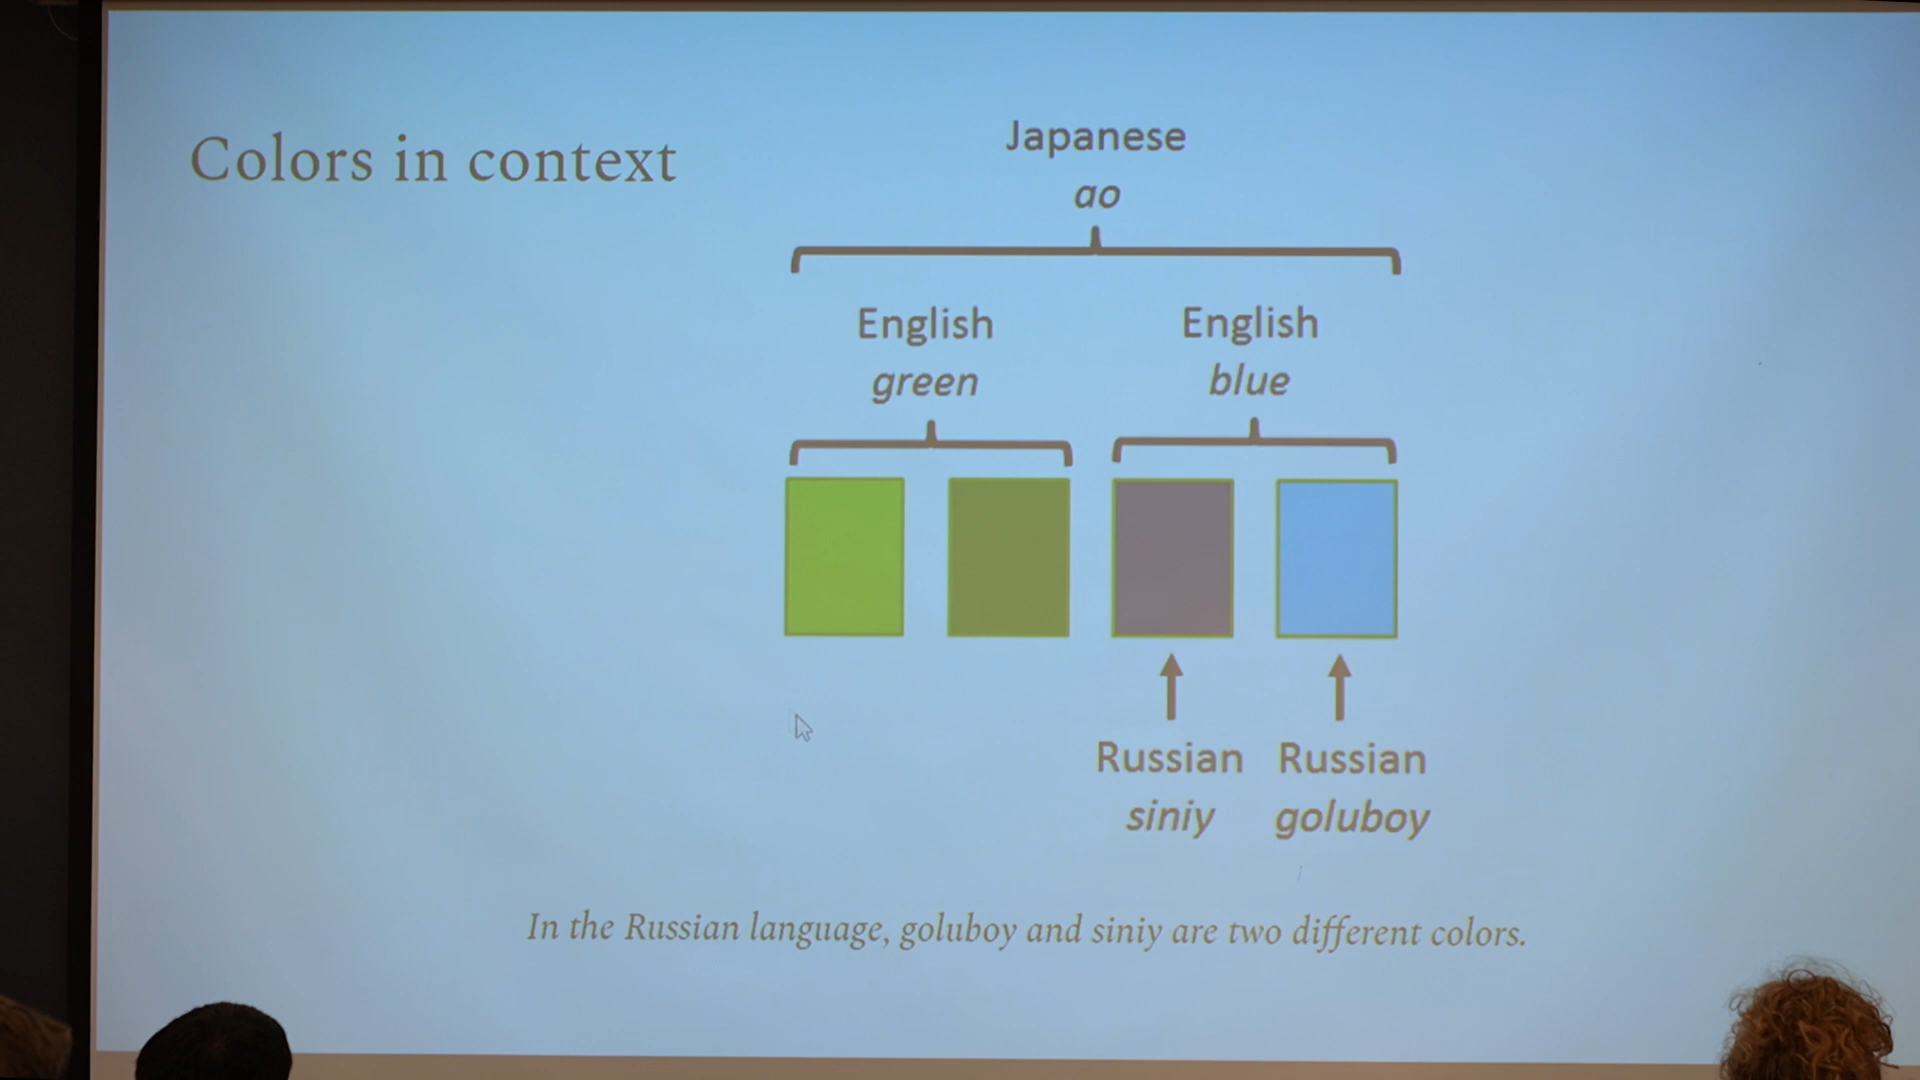 Colors in context
Japanese
ao
English
green
English
blue
Russian
siniy
Russian
goluboy
In the Russian language, goluboy and siniy are two different colors.